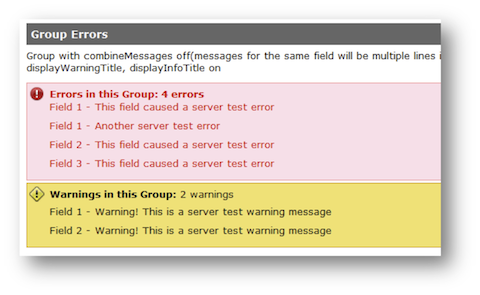 Group Errors
Group with combineMessages off(messages for the same field will be multiple lines i
displayWarningTitle, displayInfoTitle on
Errors in this Group: 4 errors
Field 1 - This field caused a server test error
Field 1 - Another server test error
Field 2 - This field caused a server test error
Field 3 - This field caused a server test error
Warnings in this Group: 2 warnings
Field 1 - Warning! This is a server test warning message
Field 2 - Warning! This is a server test warning message